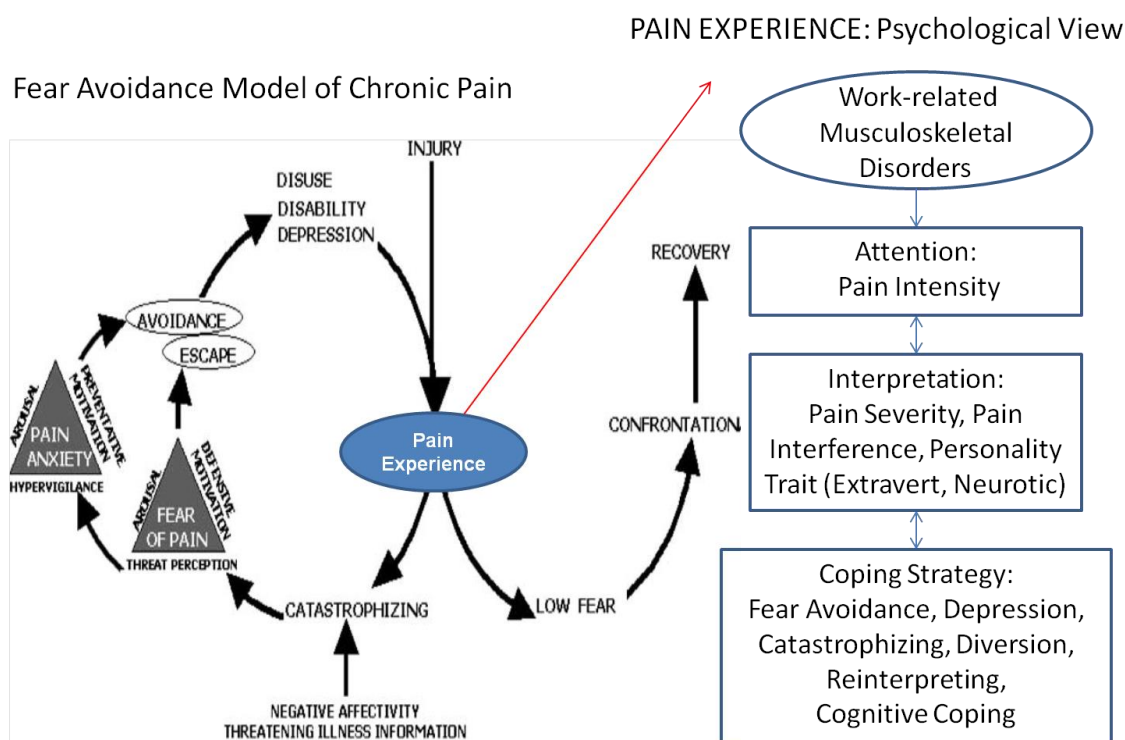 PAIN EXPERIENCE: Psychological View
Fear Avoidance Model of Chronic Pain
INJURY
DISUSE
DISABILITY
DEPRESSION
RECOVERY
AVOIDANCE
ESCAPE
AROUSAL
PREVENTATIVE
MOTIVATION
PAIN
ANXIETY
HYPERVIGILANCE
AROUSAL
DEFENSIVE
MOTIVATION
FEAR
OF PAIN
THREAT PERCEPTION
Pain
Experience
CONFRONTATION
CATASTROPHIZING
LOW FEAR
NEGATIVE AFFECTIVITY
THREATENING ILLNESS INFORMATION
Work-related
Musculoskeletal
Disorders
Attention:
Pain Intensity
Interpretation:
Pain Severity, Pain
Interference, Personality
Trait (Extravert, Neurotic)
Coping Strategy:
Fear Avoidance, Depression,
Catastrophizing, Diversion,
Reinterpreting,
Cognitive Coping